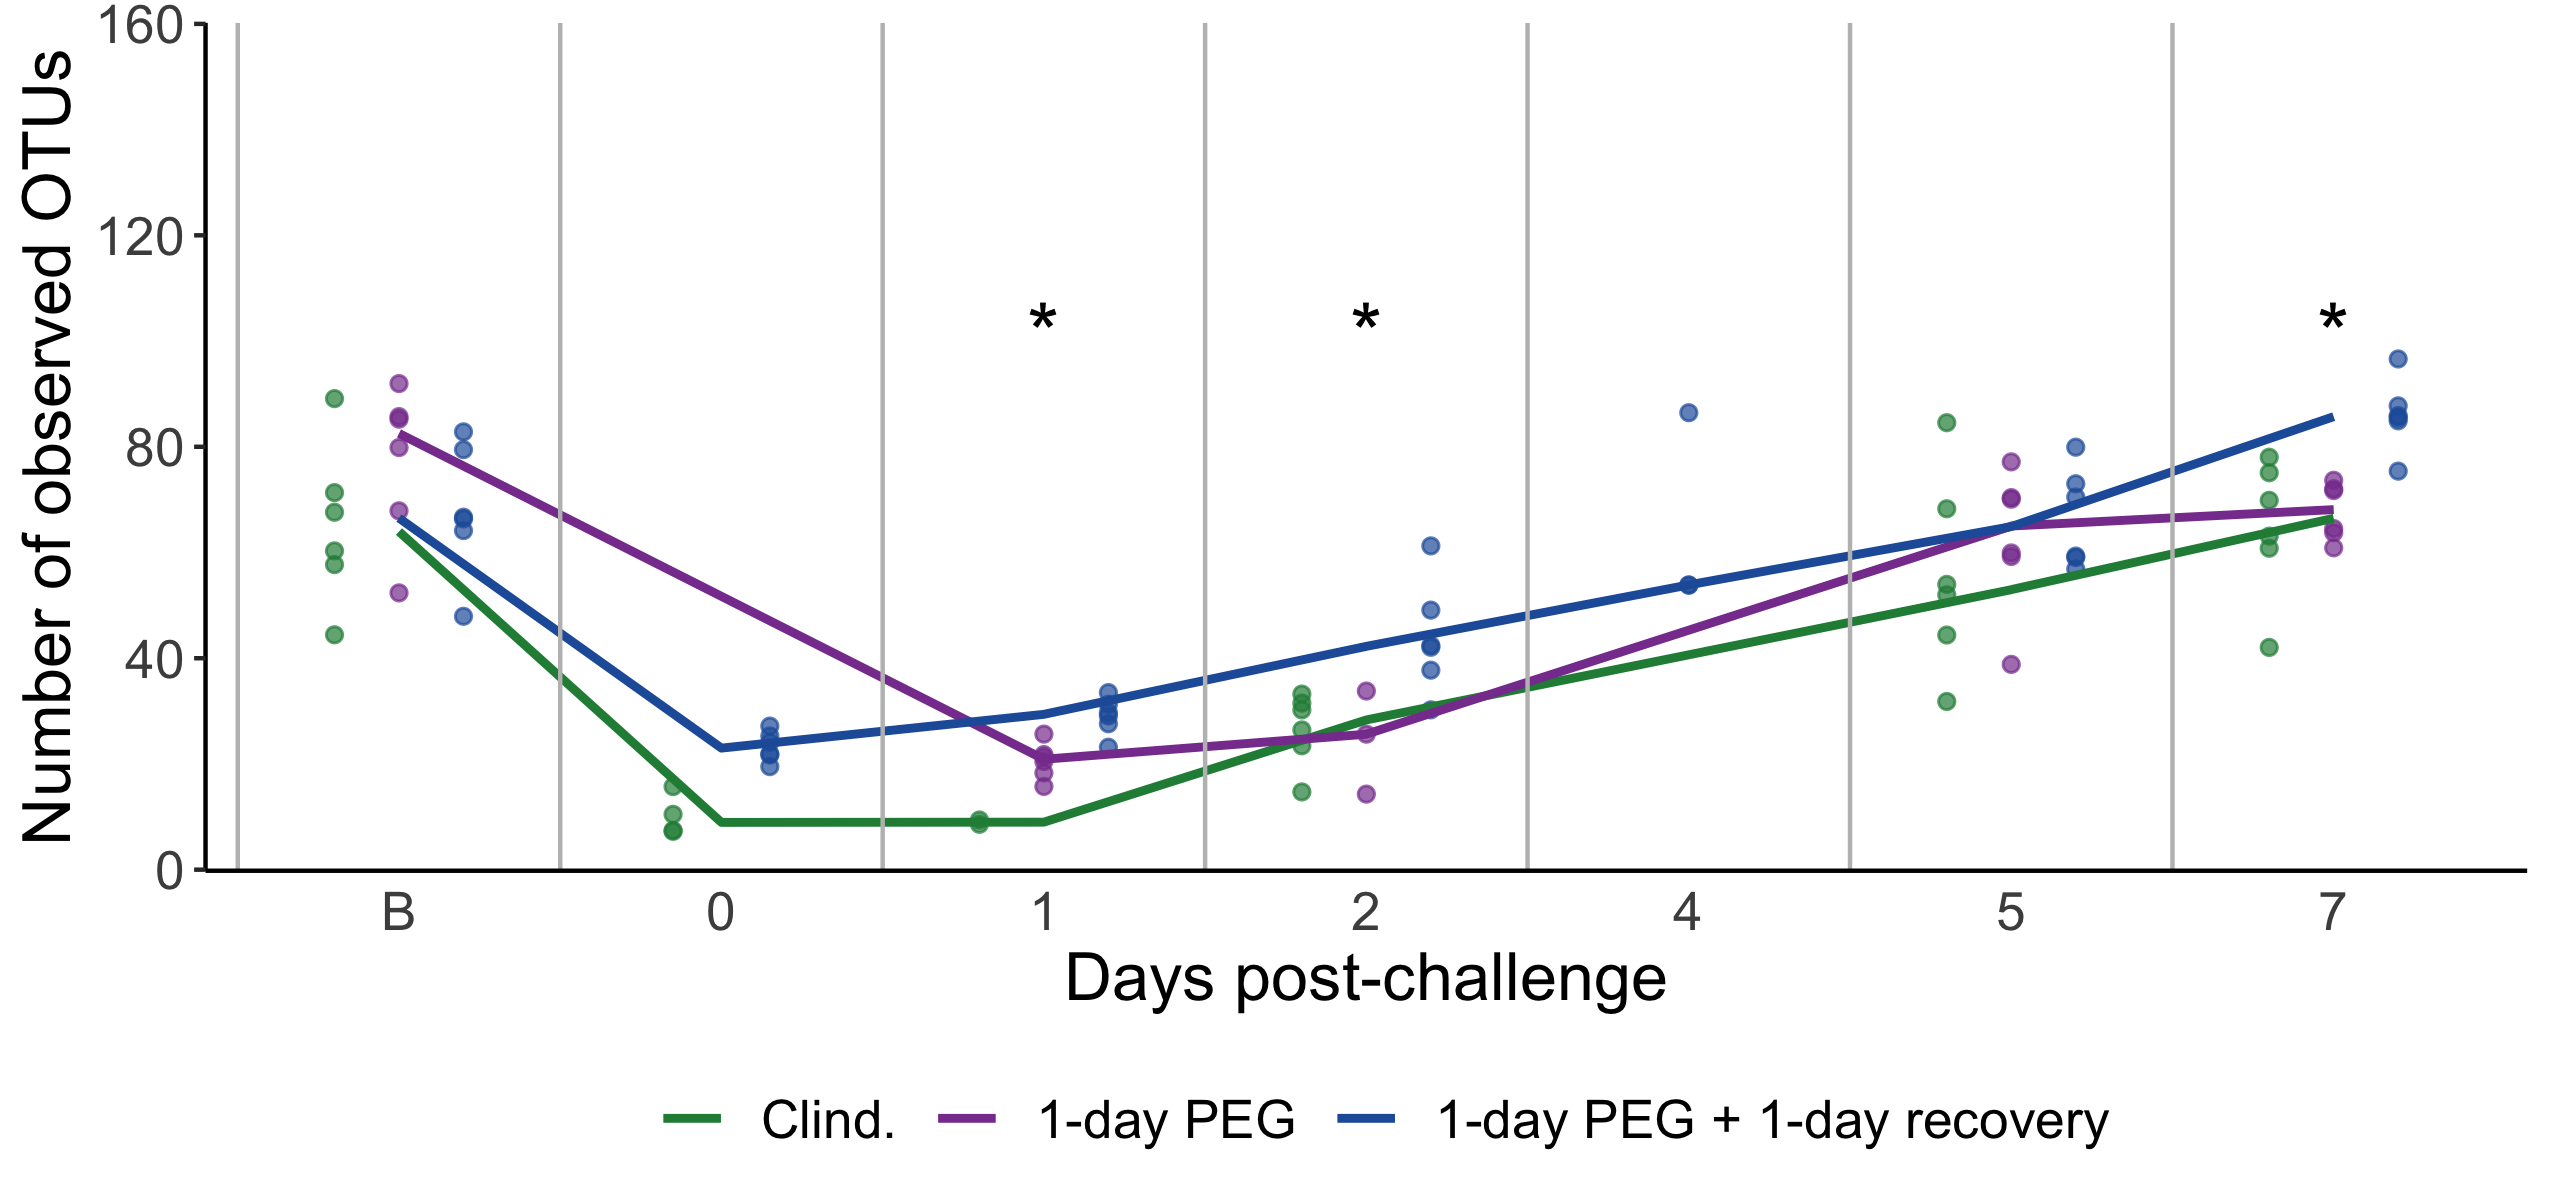 Number of observed OTUs
160
120
80
40
0
* * *
B 0 1 2 4 5 7
Days post-challenge
Clind. 1-day PEG 1-day PEG + 1-day recovery